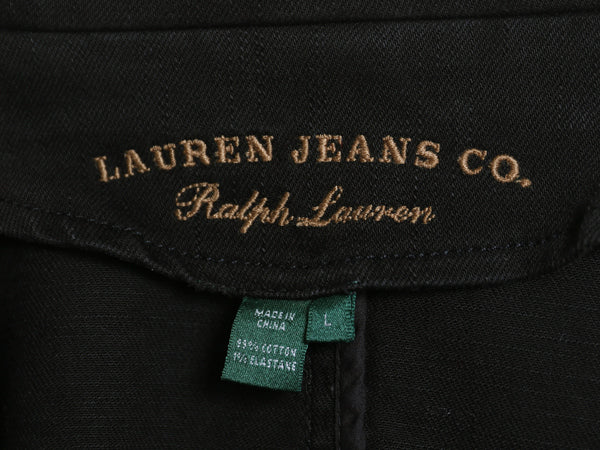 LAUREN JEANS CO.
Ralph Lauren
MADE IN
CHINA
L
99% COTTON
1% ELASTANE